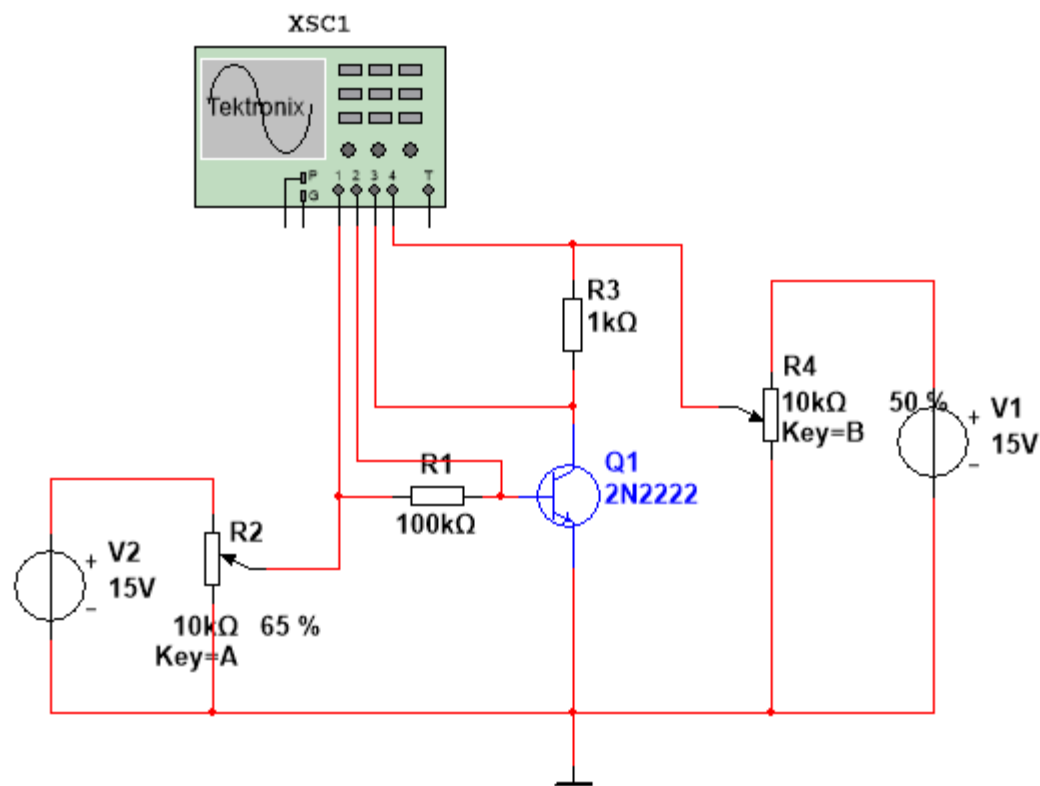 XSC1
Tektronix
P
G
1 2 3 4 T
R3
1kΩ
R4
10kΩ 50 %
Key=B
V1
15V
+
−
R1
100kΩ
Q1
2N2222
V2
15V
+
−
R2
10kΩ 65 %
Key=A